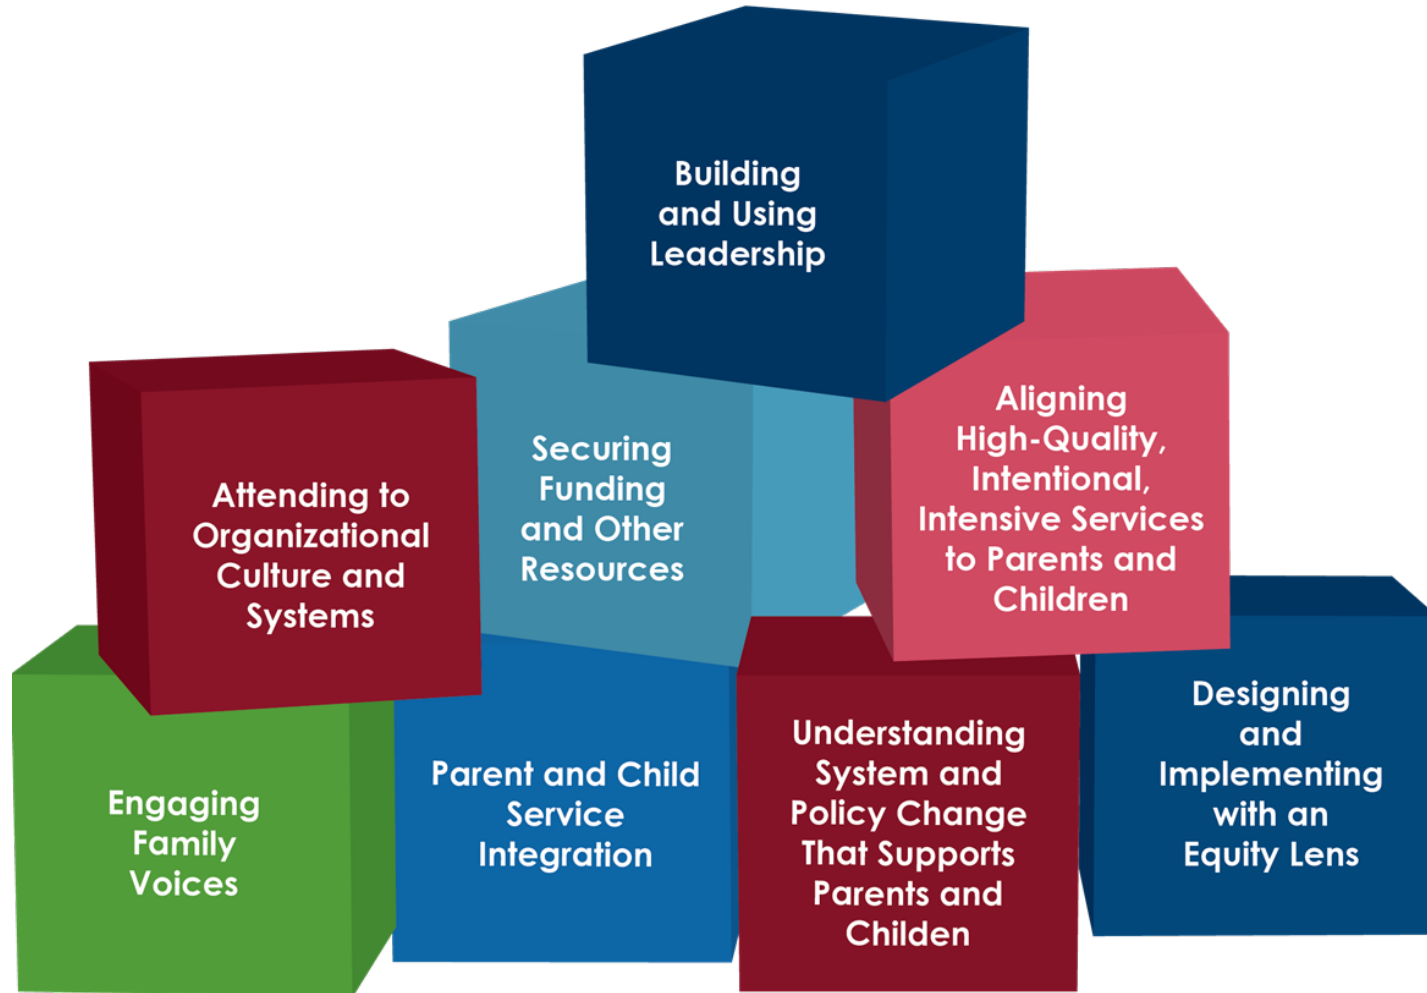 Building
and Using
Leadership
Attending to
Organizational
Culture and
Systems
Securing
Funding
and Other
Resources
Aligning
High-Quality,
Intentional,
Intensive Services
to Parents and
Children
Engaging
Family
Voices
Parent and Child
Service
Integration
Understanding
System and
Policy Change
That Supports
Parents and
Childen
Designing
and
Implementing
with an
Equity Lens